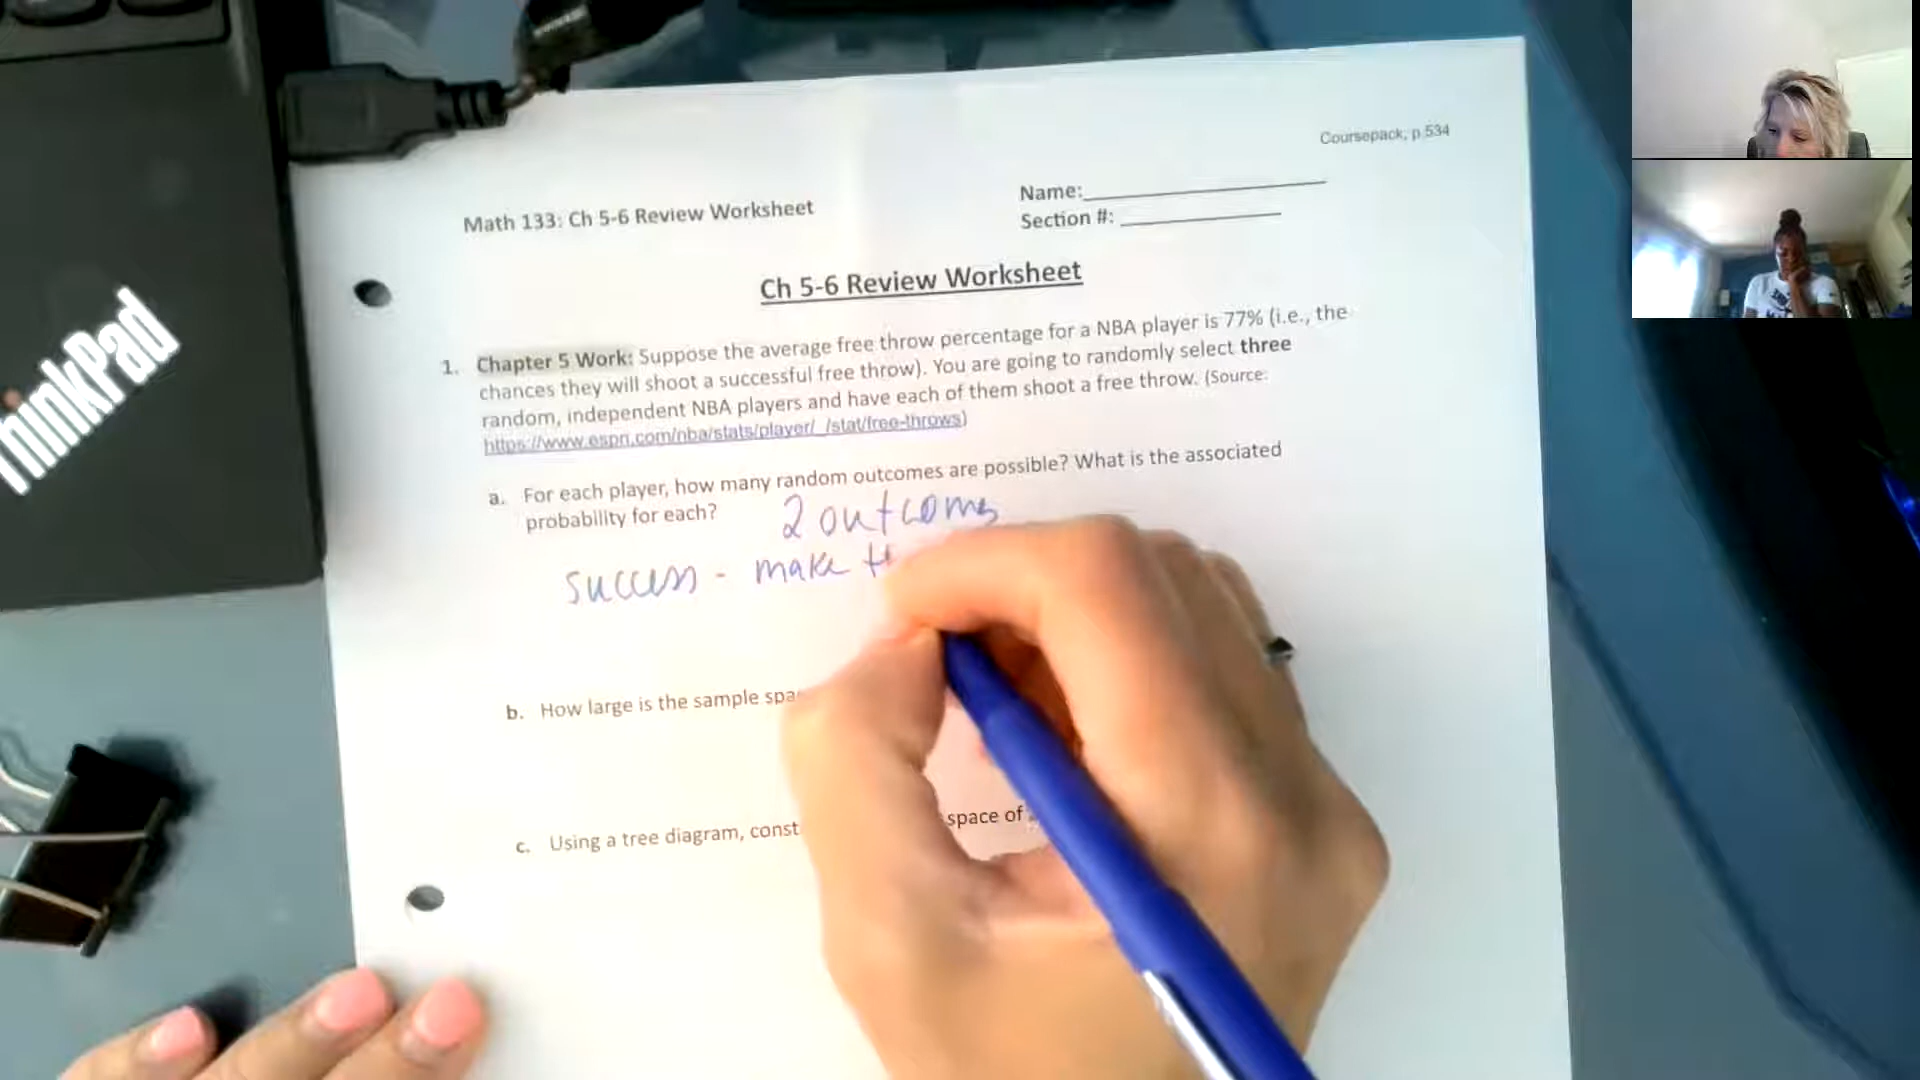 Coursepack, p.534
Math 133: Ch 5-6 Review Worksheet
Name:
Section #:
Ch 5-6 Review Worksheet
1. Chapter 5 Work: Suppose the average free throw percentage for a NBA player is 77% (i.e., the
chances they will shoot a successful free throw). You are going to randomly select three
random, independent NBA players and have each of them shoot a free throw. (Source:
https://www.espn.com/nba/stats/player/_/stat/free-throws)
a. For each player, how many random outcomes are possible? What is the associated
probability for each?
2 outcomes
success - make
b. How large is the sample
c. Using a tree diagram, space of
ThinkPad